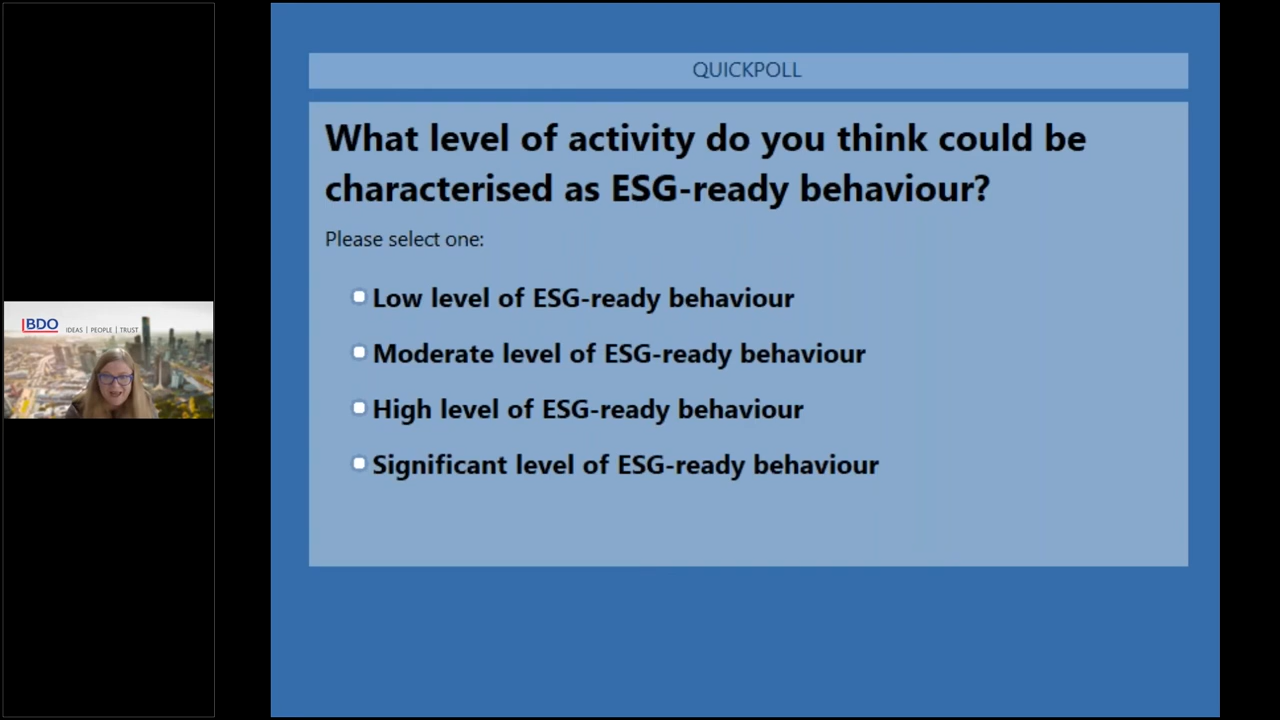 BDO
IDEAS | PEOPLE | TRUST
QUICKPOLL
What level of activity do you think could be
characterised as ESG-ready behaviour?
Please select one:
Low level of ESG-ready behaviour
Moderate level of ESG-ready behaviour
High level of ESG-ready behaviour
Significant level of ESG-ready behaviour